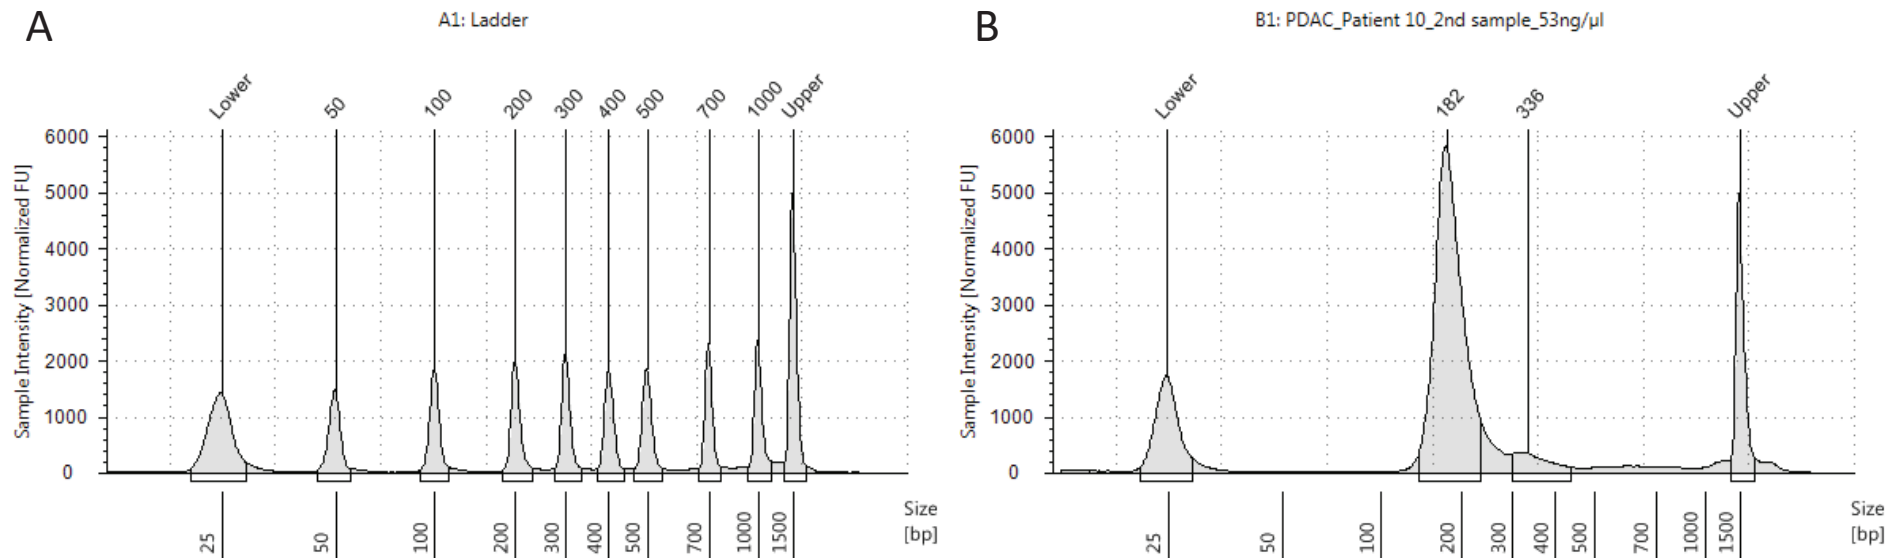 A
A1: Ladder
Lower 50 100 200 300 400 500 700 1000 Upper
Sample Intensity [Normalized FU]
6000
5000
4000
3000
2000
1000
0
25 50 100 200 300 400 500 700 1000 1500
Size
[bp]
B
B1: PDAC_Patient 10_2nd sample_53ng/µl
Lower 182 336 Upper
Sample Intensity [Normalized FU]
6000
5000
4000
3000
2000
1000
0
25 50 100 200 300 400 500 700 1000 1500
Size
[bp]